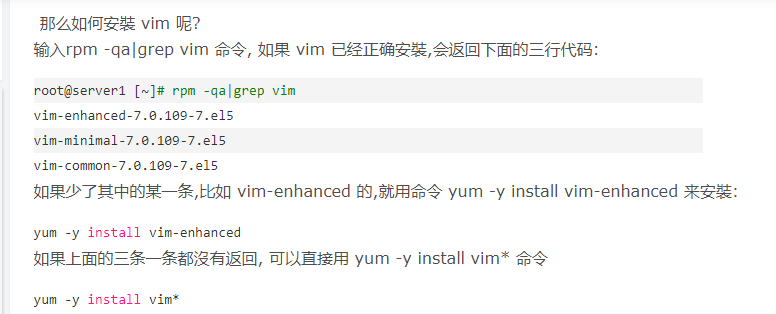 那么如何安裝 vim 呢?
输入rpm -qa|grep vim 命令, 如果 vim 已经正确安裝,会返回下面的三行代码:
root@server1 [~]# rpm -qa|grep vim
vim-enhanced-7.0.109-7.el5
vim-minimal-7.0.109-7.el5
vim-common-7.0.109-7.el5
如果少了其中的某一条,比如 vim-enhanced 的,就用命令 yum -y install vim-enhanced 来安裝:
yum -y install vim-enhanced
如果上面的三条一条都沒有返回, 可以直接用 yum -y install vim* 命令
yum -y install vim*